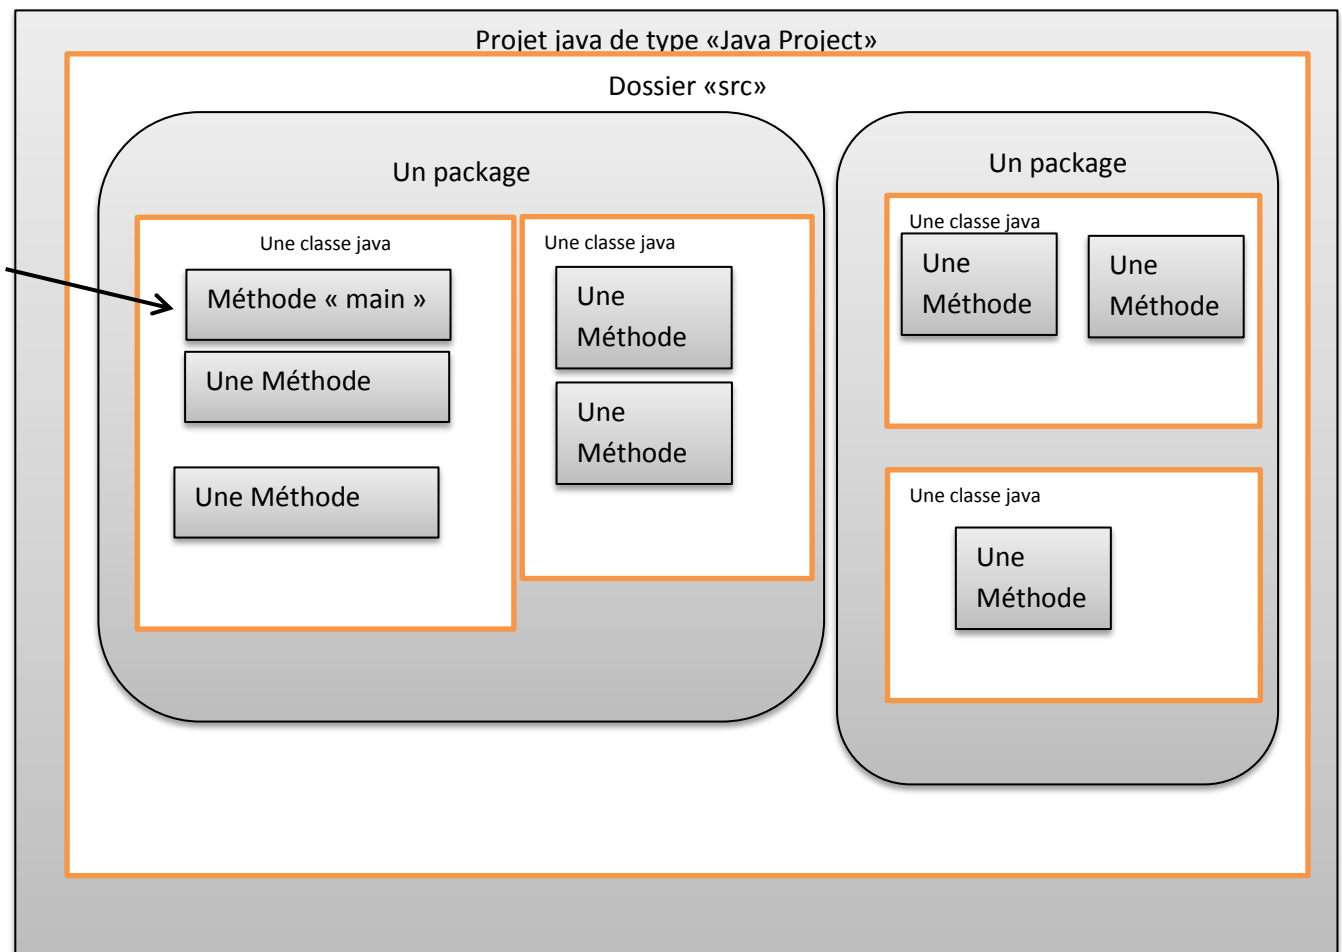 Projet java de type «Java Project»
Dossier «src»
Un package
Une classe java
Méthode « main »
Une Méthode
Une Méthode
Une classe java
Une
Méthode
Une
Méthode
Un package
Une classe java
Une
Méthode
Une
Méthode
Une classe java
Une
Méthode